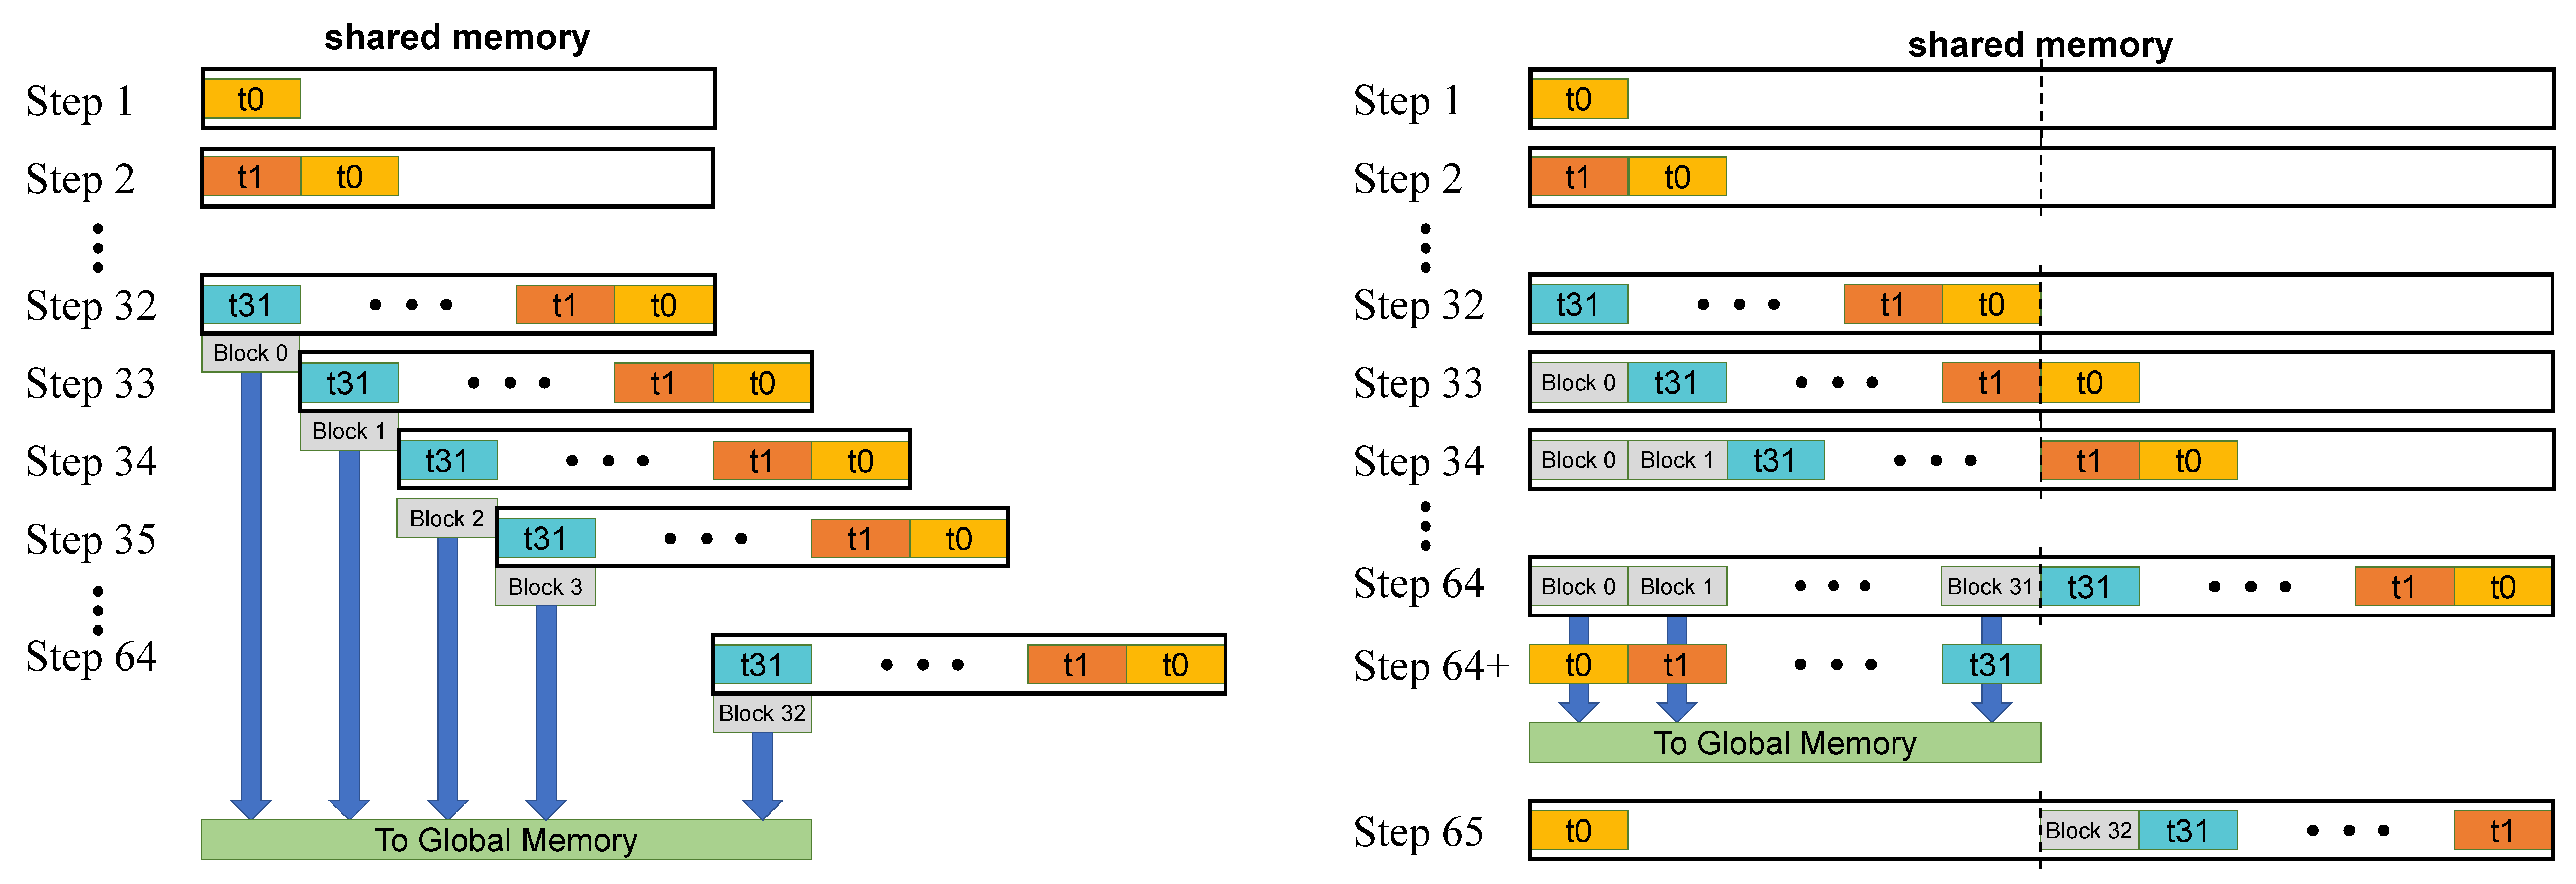 shared memory
Step 1 t0
Step 2 t1 t0
Step 32 t31 t1 t0
Block 0
Step 33 t31 t1 t0
Block 1
Step 34 t31 t1 t0
Block 2
Step 35 t31 t1 t0
Block 3
Step 64 t31 t1 t0
Block 32
To Global Memory
shared memory
Step 1 t0
Step 2 t1 t0
Step 32 t31 t1 t0
Step 33 Block 0 t31 t1 t0
Step 34 Block 0 Block 1 t31 t1 t0
Step 64 Block 0 Block 1 Block 31 t31 t1 t0
Step 64+ t0 t1 t31
To Global Memory
Step 65 t0 Block 32 t31 t1